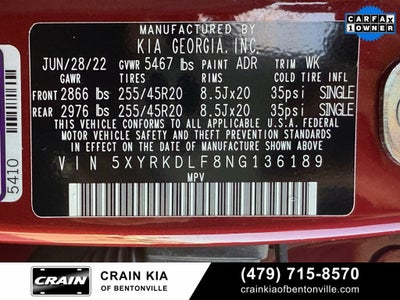 MANUFACTURED BY
KIA GEORGIA, INC.
JUN/28/22 GVWR 5467 lbs PAINT ADR TRIM WK
GAWR TIRES RIMS COLD TIRE INFL
FRONT 2866 lbs 255/45R20 8.5Jx20 35psi SINGLE
REAR 2976 lbs 255/45R20 8.5Jx20 35psi SINGLE
THIS VEHICLE CONFORMS TO ALL APPLICABLE U.S.A FEDERAL
MOTOR VEHICLE SAFETY, BUMPER, AND THEFT PREVENTION STANDARDS
IN EFFECT ON THE DATE OF MANUFACTURE SHOWN ABOVE.
VIN 5XYRKDLF8NG136189
MPV
5410
CARFAX
1 OWNER
CRAIN
CRAIN KIA
OF BENTONVILLE
(479) 715-8570
crainkiaofbentonville.com